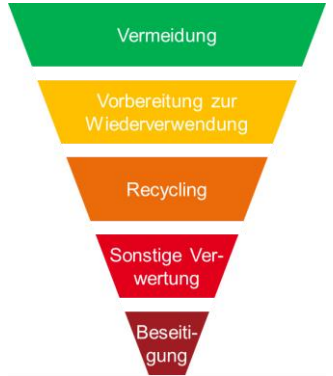 Vermeidung
Vorbereitung zur
Wiederverwendung
Recycling
Sonstige Ver-
wertung
Beseiti-
gung